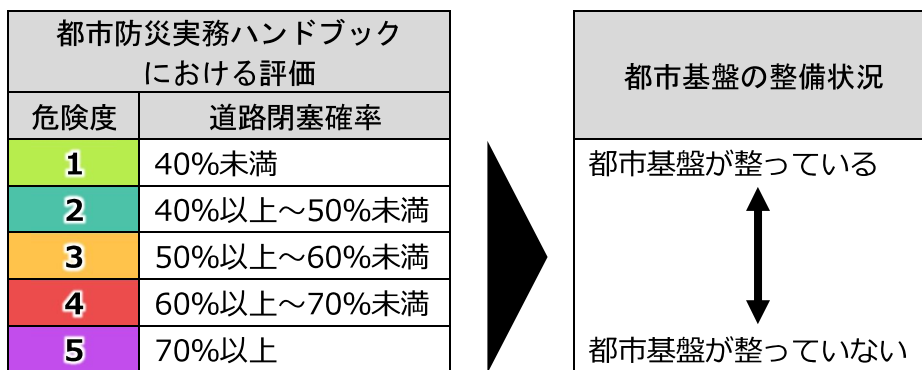 都市防災実務ハンドブック
における評価
危険度 道路閉塞確率
1 40%未満
2 40%以上～50%未満
3 50%以上～60%未満
4 60%以上～70%未満
5 70%以上
都市基盤の整備状況
都市基盤が整っている
都市基盤が整っていない